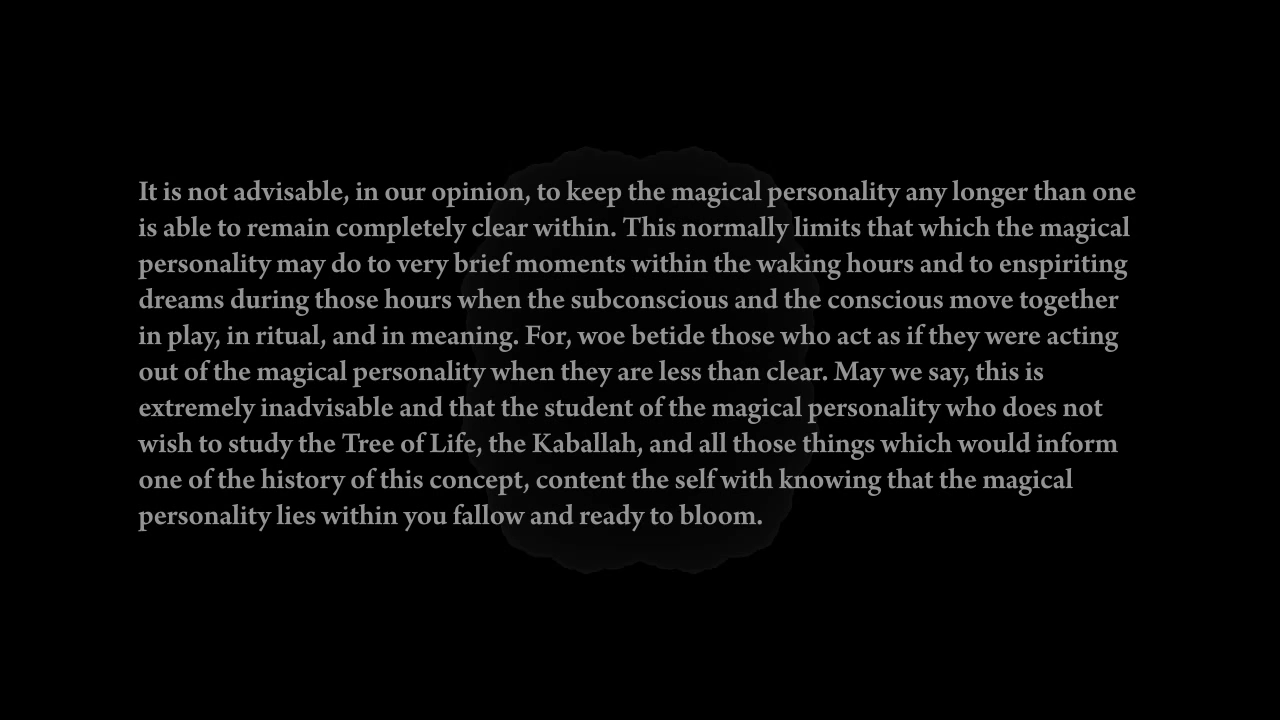 It is not advisable, in our opinion, to keep the magical personality any longer than one
is able to remain completely clear within. This normally limits that which the magical
personality may do to very brief moments within the waking hours and to enspiriting
dreams during those hours when the subconscious and the conscious move together
in play, in ritual, and in meaning. For, woe betide those who act as if they were acting
out of the magical personality when they are less than clear. May we say, this is
extremely inadvisable and that the student of the magical personality who does not
wish to study the Tree of Life, the Kaballah, and all those things which would inform
one of the history of this concept, content the self with knowing that the magical
personality lies within you fallow and ready to bloom.